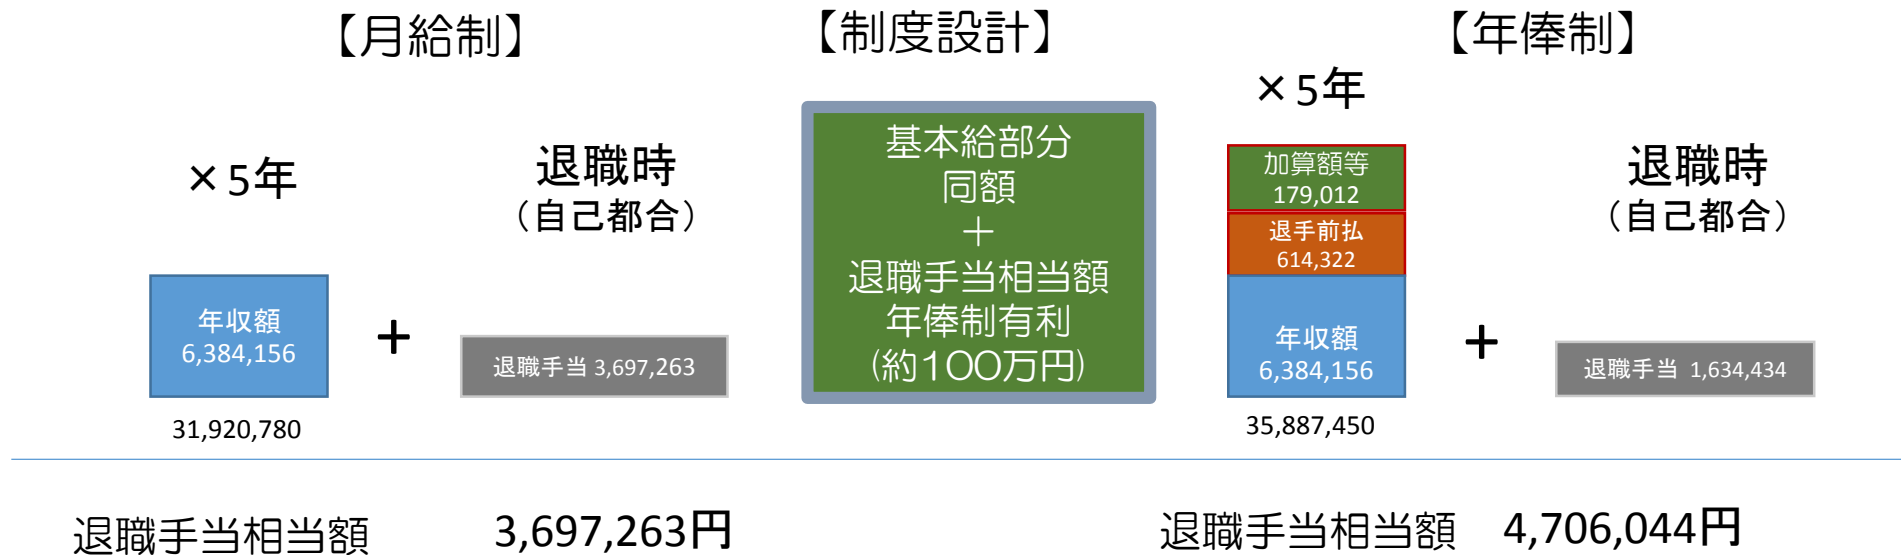 【月給制】
×5年
退職時
（自己都合）
年収額
6,384,156
+
退職手当 3,697,263
31,920,780
退職手当相当額 3,697,263円
【制度設計】
基本給部分
同額
＋
退職手当相当額
年俸制有利
(約100万円)
【年俸制】
×5年
加算額等
179,012
退手前払
614,322
年収額
6,384,156
35,887,450
+
退職時
（自己都合）
退職手当 1,634,434
退職手当相当額 4,706,044円